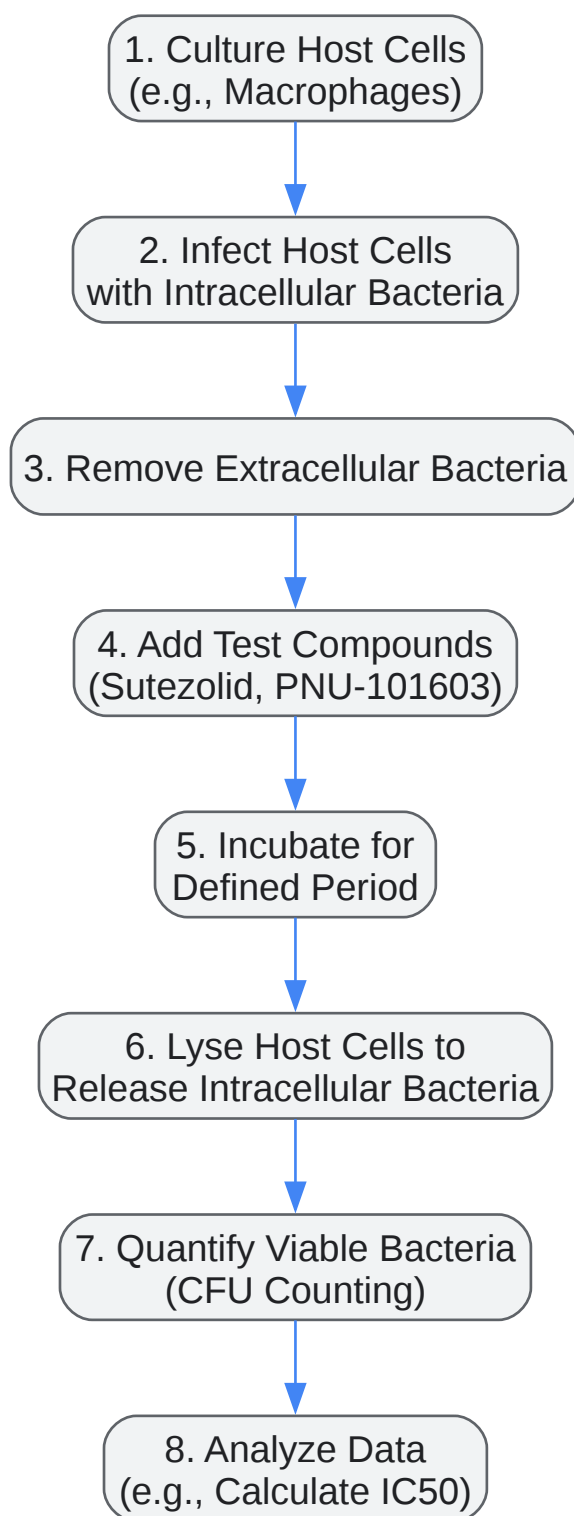 1. Culture Host Cells
(e.g., Macrophages)
2. Infect Host Cells
with Intracellular Bacteria
3. Remove Extracellular Bacteria
4. Add Test Compounds
(Sutezolid, PNU-101603)
5. Incubate for
Defined Period
6. Lyse Host Cells to
Release Intracellular Bacteria
7. Quantify Viable Bacteria
(CFU Counting)
8. Analyze Data
(e.g., Calculate IC50)